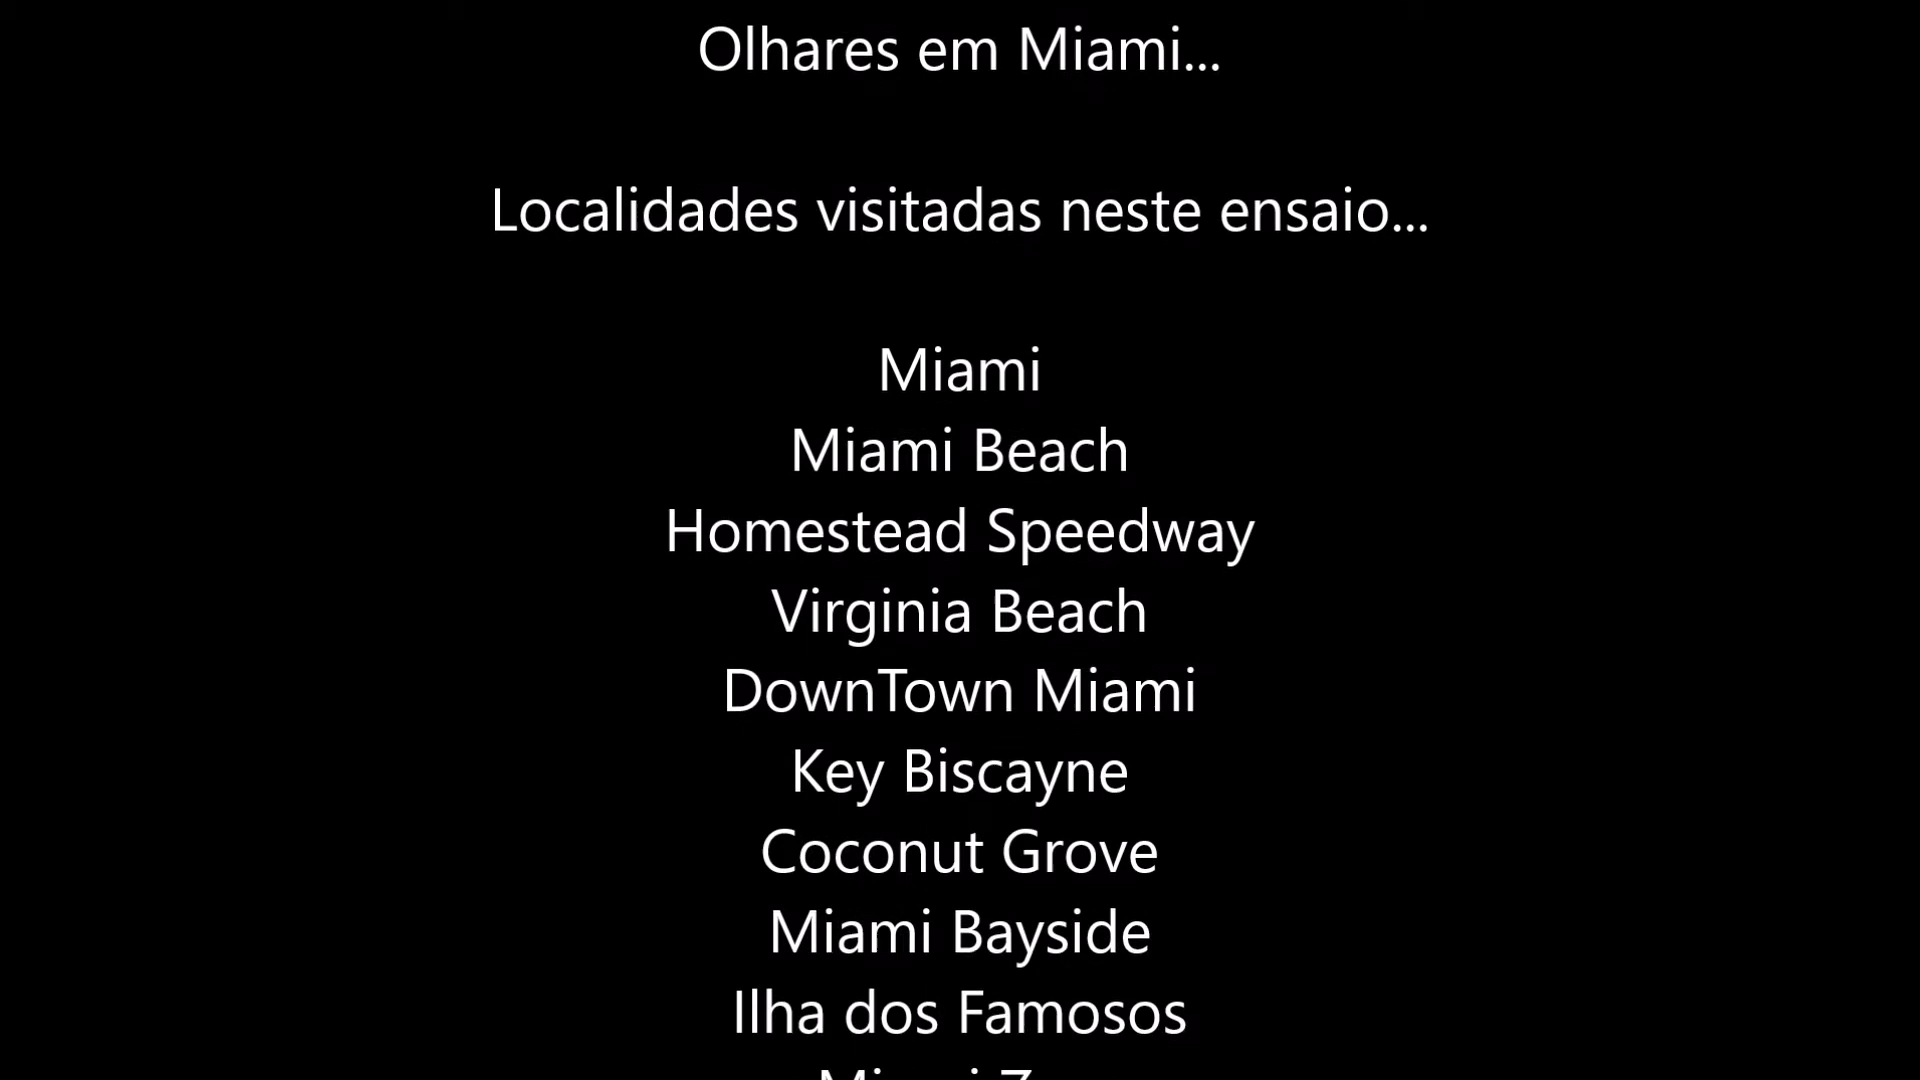 Olhares em Miami...
Localidades visitadas neste ensaio...
Miami
Miami Beach
Homestead Speedway
Virginia Beach
DownTown Miami
Key Biscayne
Coconut Grove
Miami Bayside
Ilha dos Famosos